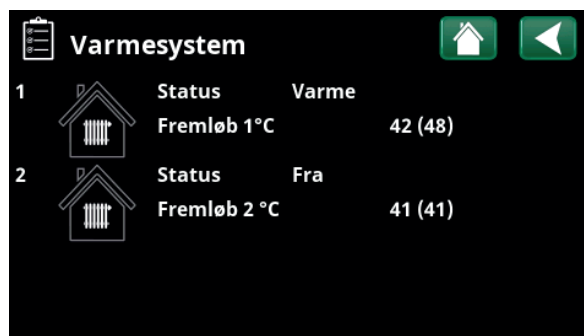 Varmesystem
1 Status Varme
Fremløb 1°C 42 (48)
2 Status Fra
Fremløb 2 °C 41 (41)